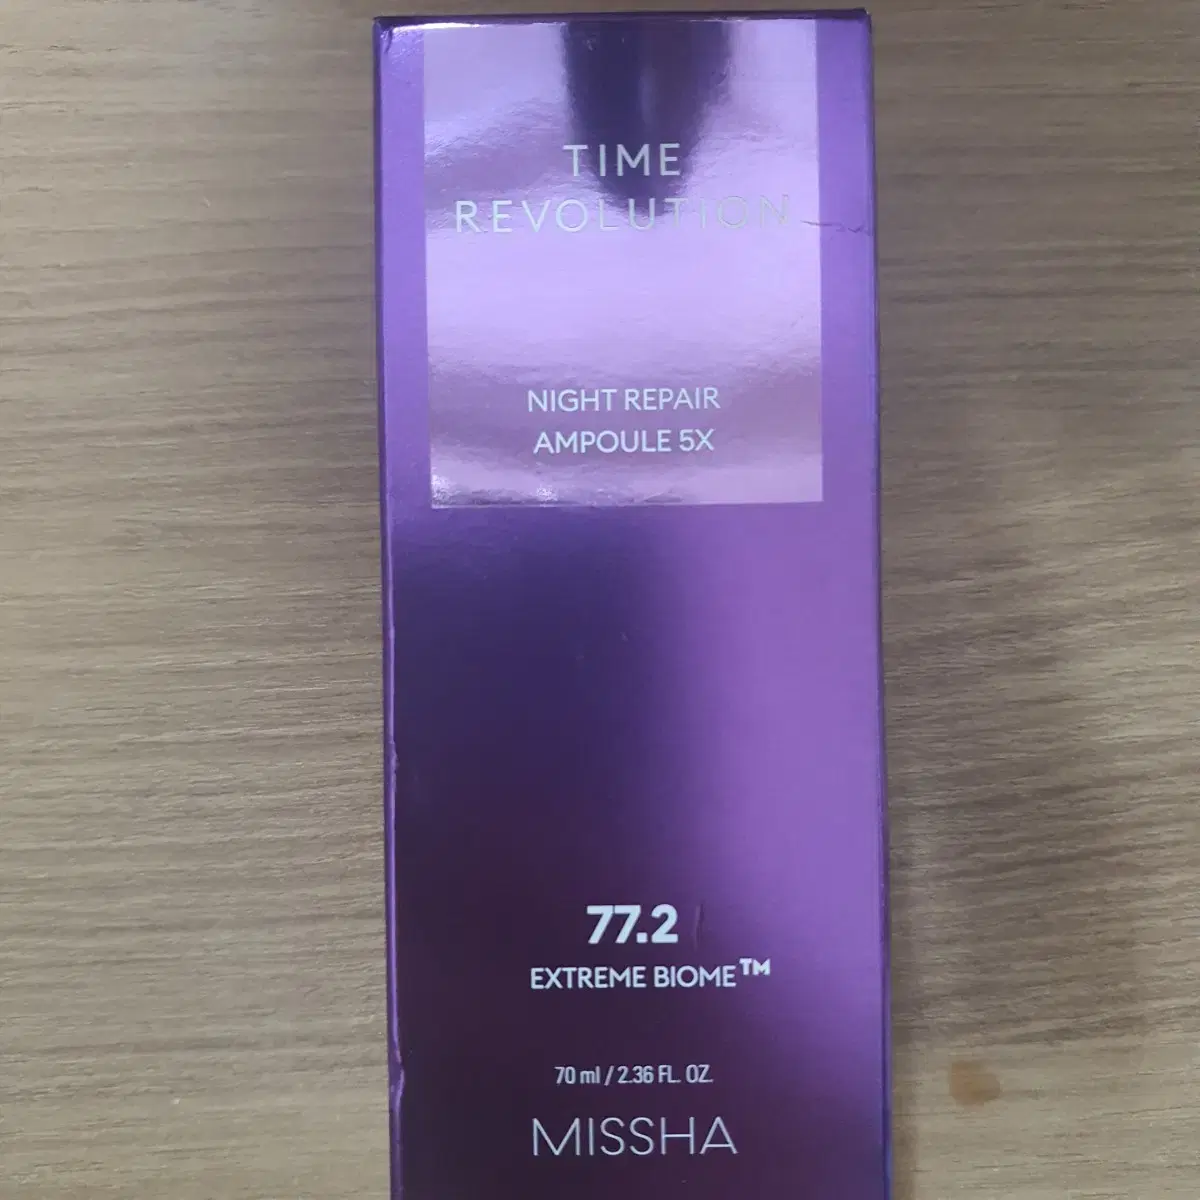 TIME
REVOLUTION
NIGHT REPAIR
AMPOULE 5X
77.2
EXTREME BIOME™
70 ml / 2.36 FL. OZ.
MISSHA